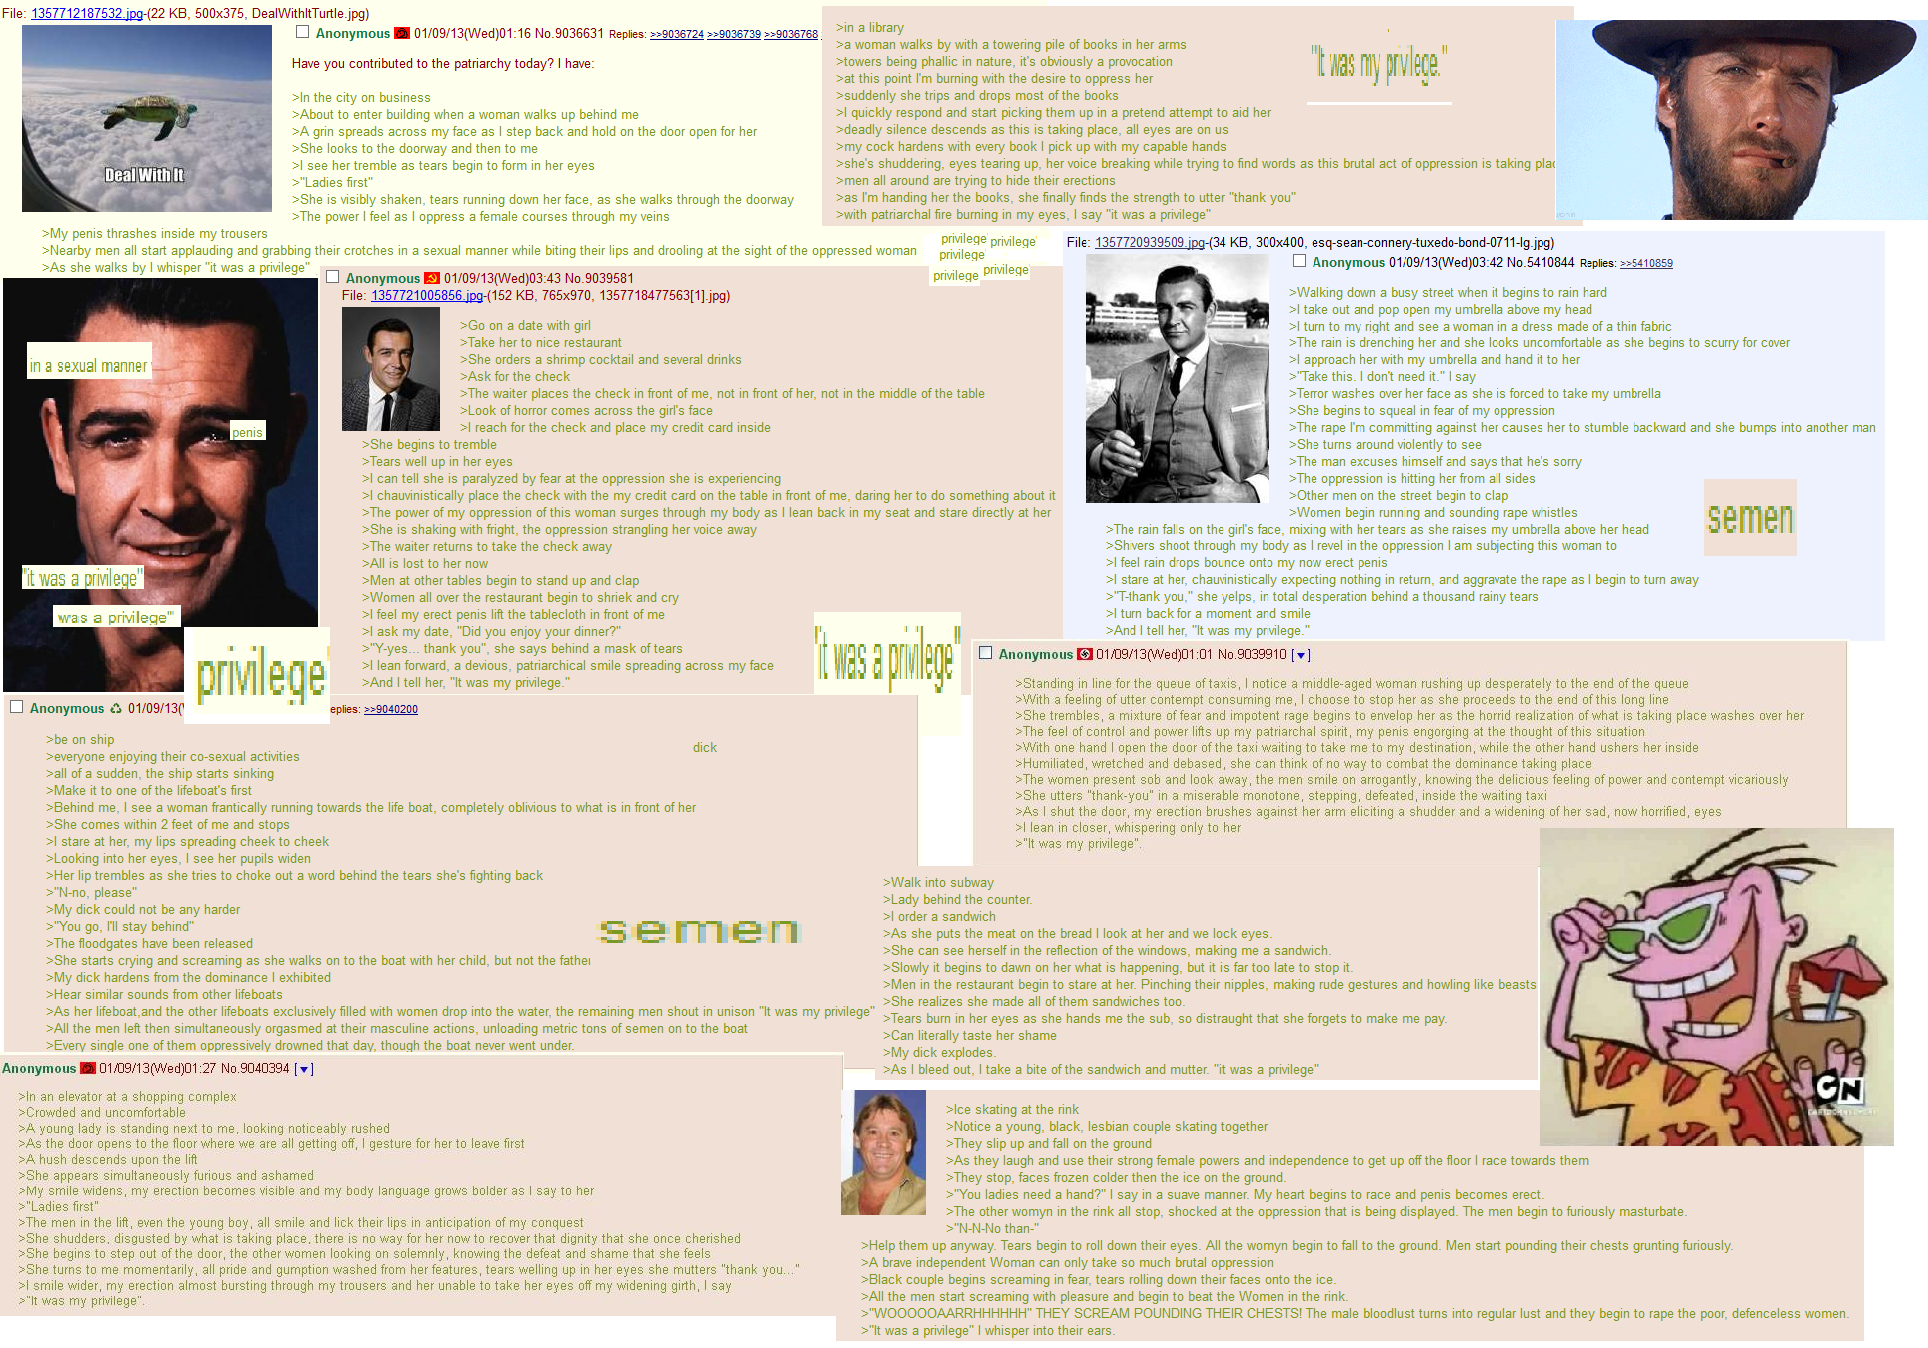 File: 1357712187532.jpg-(22 KB, 500x375, DealWithItTurtle.jpg)
Deal With It
Anonymous 01/09/13(Wed)01:16 No.9036631 Replies: >>9036724 >>9036739 >>9036768
Have you contributed to the patriarchy today? I have:
>In the city on business
>About to enter building when a woman walks up behind me
>A grin spreads across my face as I step back and hold on the door open for her
>She looks to the doorway and then to me
>I see her tremble as tears begin to form in her eyes
>"Ladies first"
>She is visibly shaken, tears running down her face, as she walks through the doorway
>The power I feel as I oppress a female courses through my veins
>My penis thrashes inside my trousers
>Nearby men all start applauding and grabbing their crotches in a sexual manner while biting their lips and drooling at the sight of the oppressed woman
>As she walks by I whisper "it was a privilege"
>in a library
>a woman walks by with a towering pile of books in her arms
>towers being phallic in nature, it's obviously a provocation
>at this point I'm burning with the desire to oppress her
>suddenly she trips and drops most of the books
>I quickly respond and start picking them up in a pretend attempt to aid her
>deadly silence descends as this is taking place, all eyes are on us
>my cock hardens with every book I pick up with my capable hands
>she's shuddering, eyes tearing up, her voice breaking while trying to find words as this brutal act of oppression is taking plac
>men all around are trying to hide their erections
>as I'm handing her the books, she finally finds the strength to utter "thank you"
>with patriarchal fire burning in my eyes, I say "it was a privilege"
"It was my privilege."
privilege privilege'
privilege
privilege privilege
in a sexual manner
penis
"it was a privilege"
was a privilege"
privilege'
Anonymous 01/09/13(Wed)03:43 No.9039581
File: 1357721005856.jpg-(152 KB, 765x970, 1357718477563[1].jpg)
>Go on a date with girl
>Take her to nice restaurant
>She orders a shrimp cocktail and several drinks
>Ask for the check
>The waiter places the check in front of me, not in front of her, not in the middle of the table
>Look of horror comes across the girl's face
>I reach for the check and place my credit card inside
>She begins to tremble
>Tears well up in her eyes
>I can tell she is paralyzed by fear at the oppression she is experiencing
>I chauvinistically place the check with the my credit card on the table in front of me, daring her to do something about it
>The power of my oppression of this woman surges through my body as I lean back in my seat and stare directly at her
>She is shaking with fright, the oppression strangling her voice away
>The waiter returns to take the check away
>All is lost to her now
>Men at other tables begin to stand up and clap
>Women all over the restaurant begin to shriek and cry
>I feel my erect penis lift the tablecloth in front of me
>I ask my date, "Did you enjoy your dinner?"
>"Y-yes... thank you", she says behind a mask of tears
>I lean forward, a devious, patriarchical smile spreading across my face
>And I tell her, "It was my privilege."
"it was a privilege"
File: 1357720939509.jpg-(34 KB, 300x400, esq-sean-connery-tuxedo-bond-0711-lg.jpg)
Anonymous 01/09/13(Wed)03:42 No.5410844 Replies: >>5410859
>Walking down a busy street when it begins to rain hard
>I take out and pop open my umbrella above my head
>I turn to my right and see a woman in a dress made of a thin fabric
>The rain is drenching her and she looks uncomfortable as she begins to scurry for cover
>I approach her with my umbrella and hand it to her
>"Take this. I don't need it." I say
>Terror washes over her face as she is forced to take my umbrella
>She begins to squeal in fear of my oppression
>The rape I'm committing against her causes her to stumble backward and she bumps into another man
>She turns around violently to see
>The man excuses himself and says that he's sorry
>The oppression is hitting her from all sides
>Other men on the street begin to clap
>Women begin running and sounding rape whistles
>The rain falls on the girl's face, mixing with her tears as she raises my umbrella above her head
>Shivers shoot through my body as I revel in the oppression I am subjecting this woman to
>I feel rain drops bounce onto my now erect penis
>I stare at her, chauvinistically expecting nothing in return, and aggravate the rape as I begin to turn away
>"T-thank you," she yelps, in total desperation behind a thousand rainy tears
>I turn back for a moment and smile
>And I tell her, "It was my prvilege."
semen
Anonymous 01/09/13(Wed)01:01 No.9039910 [▼]
>Standing in line for the queue of taxis, I notice a middle-aged woman rushing up desperately to the end of the queue
>With a feeling of utter contempt consuming me, I choose to stop her as she proceeds to the end of this long line
>She trembles, a mixture of fear and impotent rage begins to envelop her as the horrid realization of what is taking place washes over her
>The feel of control and power lifts up my patriarchal spirit, my penis engorging at the thought of this situation
>With one hand I open the door of the taxi waiting to take me to my destination, while the other hand ushers her inside
>Humiliated, wretched and debased, she can think of no way to combat the dominance taking place
>The women present sob and look away, the men smile on arrogantly, knowing the delicious feeling of power and contempt vicariously
>She utters "thank-you" in a miserable monotone, stepping, defeated, inside the waiting taxi
>As I shut the door, my erection brushes against her arm eliciting a shudder and a widening of her sad, now horrified, eyes
>I lean in closer, whispering only to her
>"It was my privilege".
Anonymous 01/09/13( eplies: >>9040200
>be on ship
>everyone enjoying their co-sexual activities
>all of a sudden, the ship starts sinking
>Make it to one of the lifeboat's first
>Behind me, I see a woman frantically running towards the life boat, completely oblivious to what is in front of her
>She comes within 2 feet of me and stops
>I stare at her, my lips spreading cheek to cheek
>Looking into her eyes, I see her pupils widen
>Her lip trembles as she tries to choke out a word behind the tears she's fighting back
>"N-no, please"
>My dick could not be any harder
>"You go, I'll stay behind"
>The floodgates have been released
>She starts crying and screaming as she walks on to the boat with her child, but not the father
>My dick hardens from the dominance I exhibited
>Hear similar sounds from other lifeboats
>As her lifeboat,and the other lifeboats exclusively filled with women drop into the water, the remaining men shout in unison "It was my privilege"
>All the men left then simultaneously orgasmed at their masculine actions, unloading metric tons of semen on to the boat
>Every single one of them oppressively drowned that day, though the boat never went under.
dick
semen
>Walk into subway
>Lady behind the counter.
>I order a sandwich
>As she puts the meat on the bread I look at her and we lock eyes.
>She can see herself in the reflection of the windows, making me a sandwich.
>Slowly it begins to dawn on her what is happening, but it is far too late to stop it.
>Men in the restaurant begin to stare at her. Pinching their nipples, making rude gestures and howling like beasts
>She realizes she made all of them sandwiches too.
>Tears burn in her eyes as she hands me the sub, so distraught that she forgets to make me pay.
>Can literally taste her shame
>My dick explodes.
>As I bleed out, I take a bite of the sandwich and mutter. "it was a privilege"
CN
Anonymous 01/09/13(Wed)01:27 No.9040394 [▼]
>In an elevator at a shopping complex
>Crowded and uncomfortable
>A young lady is standing next to me, looking noticeably rushed
>As the door opens to the floor where we are all getting off, I gesture for her to leave first
>A hush descends upon the lift
>She appears simultaneously furious and ashamed
>My smile widens, my erection becomes visible and my body language grows bolder as I say to her
>"Ladies first"
>The men in the lift, even the young boy, all smile and lick their lips in anticipation of my conquest
>She shudders, disgusted by what is taking place, there is no way for her now to recover that dignity that she once cherished
>She begins to step out of the door, the other women looking on solemnly, knowing the defeat and shame that she feels
>She turns to me momentarily, all pride and gumption washed from her features, tears welling up in her eyes she mutters "thank you..."
>I smile wider, my erection almost bursting through my trousers and her unable to take her eyes off my widening girth, I say
>"It was my privilege".
>Ice skating at the rink
>Notice a young, black, lesbian couple skating together
>They slip up and fall on the ground
>As they laugh and use their strong female powers and independence to get up off the floor I race towards them
>They stop, faces frozen colder then the ice on the ground.
>"You ladies need a hand?" I say in a suave manner. My heart begins to race and penis becomes erect.
>The other womyn in the rink all stop, shocked at the oppression that is being displayed. The men begin to furiously masturbate.
>"N-N-No than-"
>Help them up anyway. Tears begin to roll down their eyes. All the womyn begin to fall to the ground. Men start pounding their chests grunting furiously.
>A brave independent Woman can only take so much brutal oppression
>Black couple begins screaming in fear, tears rolling down their faces onto the ice.
>All the men start screaming with pleasure and begin to beat the Women in the rink.
>"WOOOOOAARRHHHHHH" THEY SCREAM POUNDING THEIR CHESTS! The male bloodlust turns into regular lust and they begin to rape the poor, defenceless women.
>"It was a privilege" I whisper into their ears.